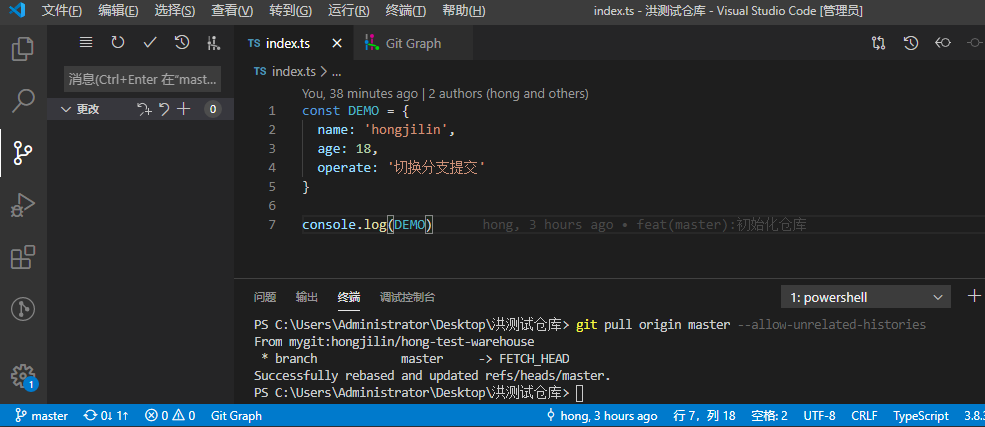 文件(F) 编辑(E) 选择(S) 查看(V) 转到(G) 运行(R) 终端(T) 帮助(H) index.ts - 洪测试仓库 - Visual Studio Code [管理员]
TS index.ts Git Graph
消息(Ctrl+Enter 在“mast...
更改 0
TS index.ts > ...
You, 38 minutes ago | 2 authors (hong and others)
1 const DEMO = {
2 name: 'hongjilin',
3 age: 18,
4 operate: '切换分支提交'
5 }
6
7 console.log(DEMO) hong, 3 hours ago • feat(master):初始化仓库
问题 输出 终端 调试控制台 1: powershell
PS C:\Users\Administrator\Desktop\洪测试仓库> git pull origin master --allow-unrelated-histories
From mygit:hongjilin/hong-test-warehouse
* branch master -> FETCH_HEAD
Successfully rebased and updated refs/heads/master.
PS C:\Users\Administrator\Desktop\洪测试仓库>
1
master 0↓ 1↑ 0 0 Git Graph hong, 3 hours ago 行 7，列 18 空格: 2 UTF-8 CRLF TypeScript 3.8.3